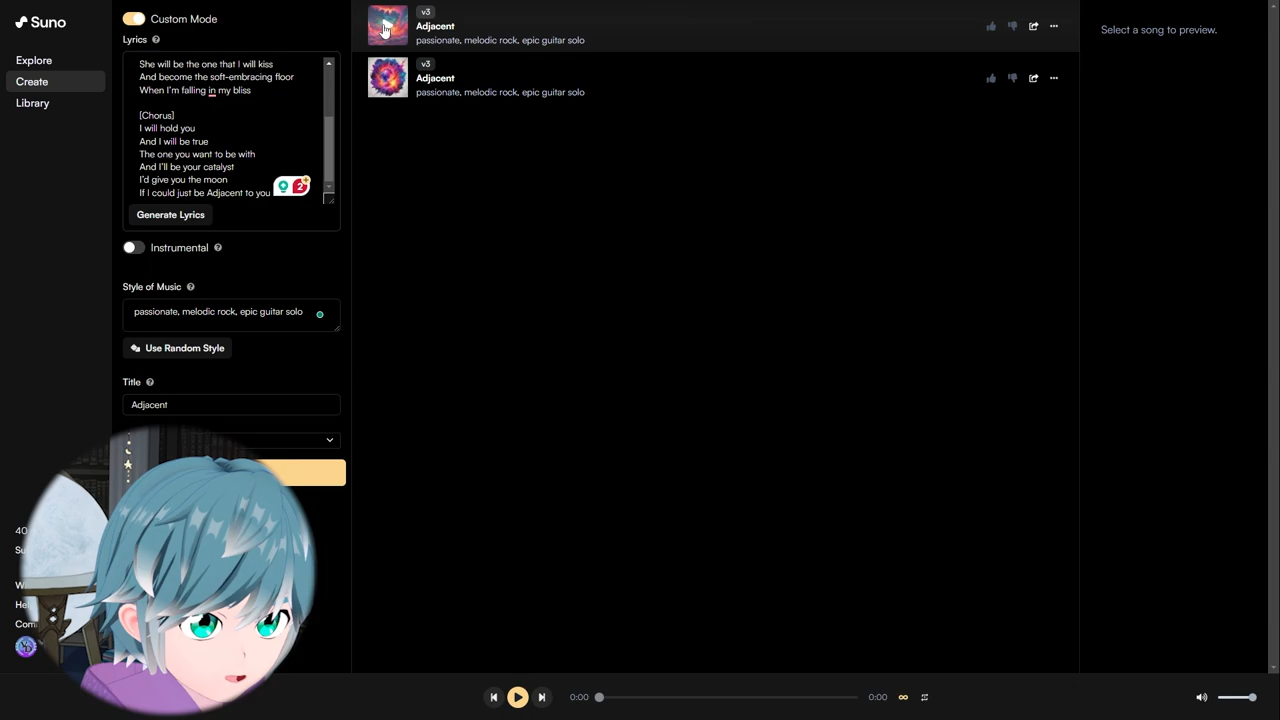 Suno
Explore
Create
Library
Custom Mode
Lyrics
She will be the one that I will kiss
And become the soft-embracing floor
When I'm falling in my bliss
[Chorus]
I will hold you
And I will be true
The one you want to be with
And I'll be your catalyst
I'd give you the moon
If I could just be Adjacent to you
2
Generate Lyrics
Instrumental
Style of Music
passionate, melodic rock, epic guitar solo
Use Random Style
Title
Adjacent
40
v3
Adjacent
passionate, melodic rock, epic guitar solo
v3
Adjacent
passionate, melodic rock, epic guitar solo
Select a song to preview.
0:00
0:00